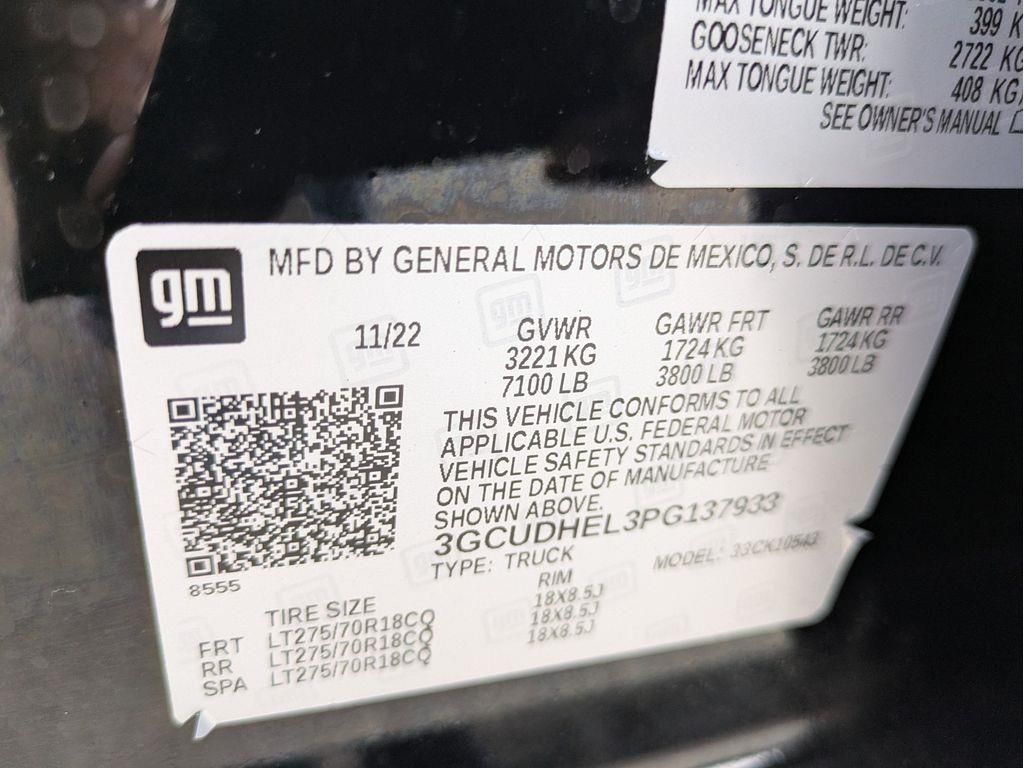 MAX TONGUE WEIGHT:
399 K
GOOSENECK TWR:
2722 KG
MAX TONGUE WEIGHT:
408 KG
SEE OWNER'S MANUAL
gm
MFD BY GENERAL MOTORS DE MEXICO, S. DE R.L. DE C.V.
11/22
GVWR
3221 KG
7100 LB
GAWR FRT
1724 KG
3800 LB
GAWR RR
1724 KG
3800 LB
THIS VEHICLE CONFORMS TO ALL
APPLICABLE U.S. FEDERAL MOTOR
VEHICLE SAFETY STANDARDS IN EFFECT
ON THE DATE OF MANUFACTURE
SHOWN ABOVE.
3GCUDHEL3PG137933
TYPE: TRUCK
MODEL: 33CK10543
8555
TIRE SIZE
RIM
FRT LT275/70R18CQ 18X8.5J
RR LT275/70R18CQ 18X8.5J
SPA LT275/70R18CQ 18X8.5J